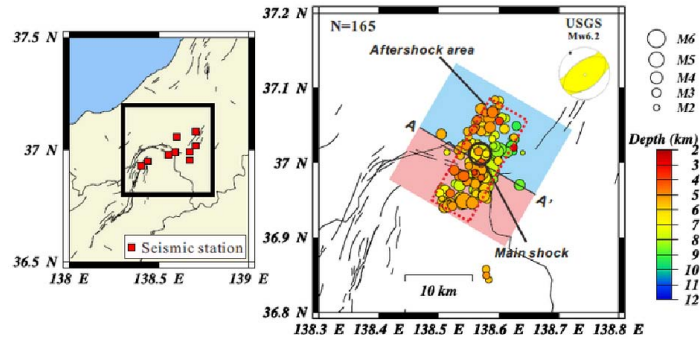 37.5 N
37 N
36.5 N
138 E
138.5 E
139 E
Seismic station
37.2 N
37.1 N
37.0 N
36.9 N
36.8 N
138.3 E
138.4 E
138.5 E
138.6 E
138.7 E
138.8 E
N=165
USGS
Mw6.2
Aftershock area
A
A'
Main shock
10 km
M6
M5
M4
M3
M2
Depth (km)
2
3
4
5
6
7
8
9
10
11
12